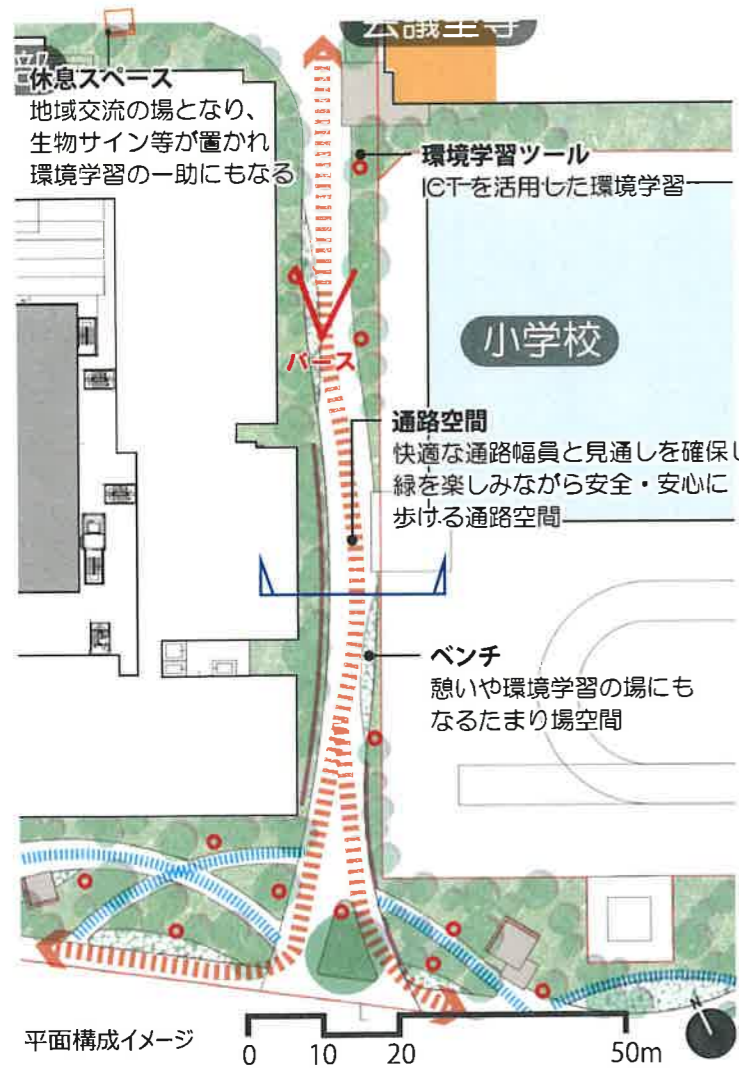 会議室等
部
休息スペース
地域交流の場となり、
生物サイン等が置かれ
環境学習の一助にもなる
環境学習ツール
ICTを活用した環境学習
小学校
パース
通路空間
快適な通路幅員と見通しを確保し
緑を楽しみながら安全・安心に
歩ける通路空間
ベンチ
憩いや環境学習の場にも
なるたまり場空間
平面構成イメージ
0 10 20 50m
N